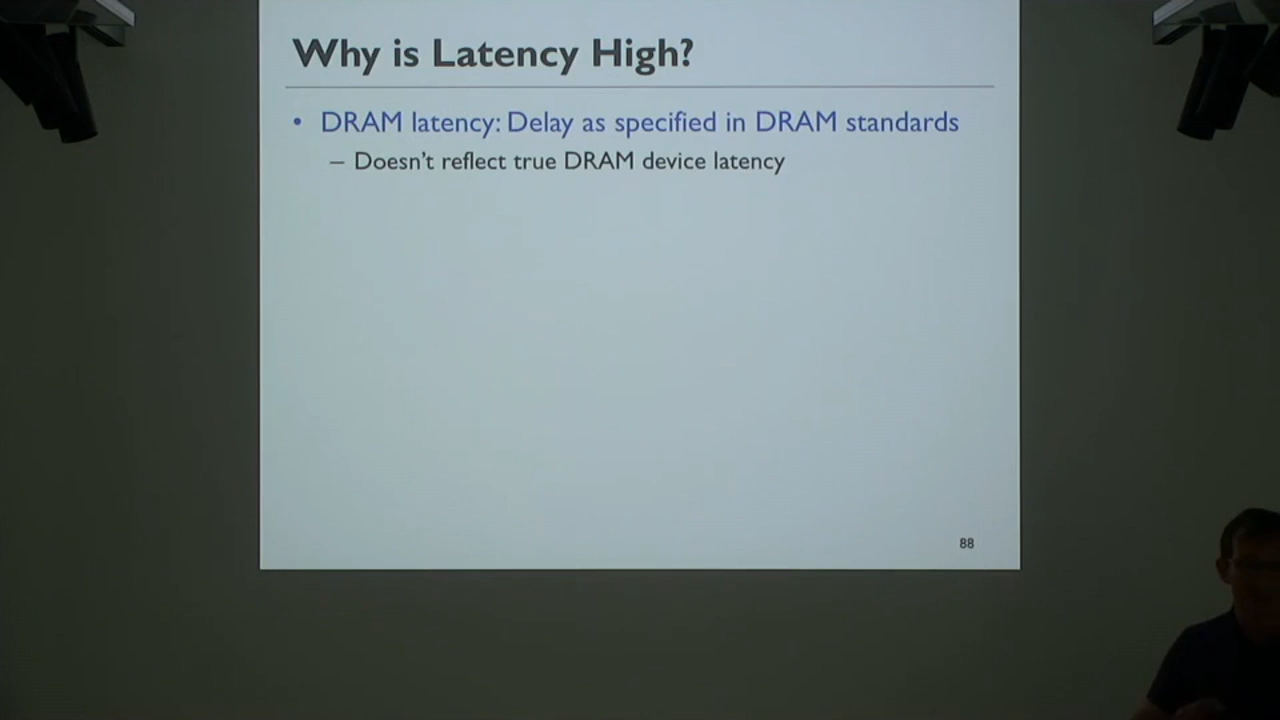 Why is Latency High?
• DRAM latency: Delay as specified in DRAM standards
– Doesn't reflect true DRAM device latency
88